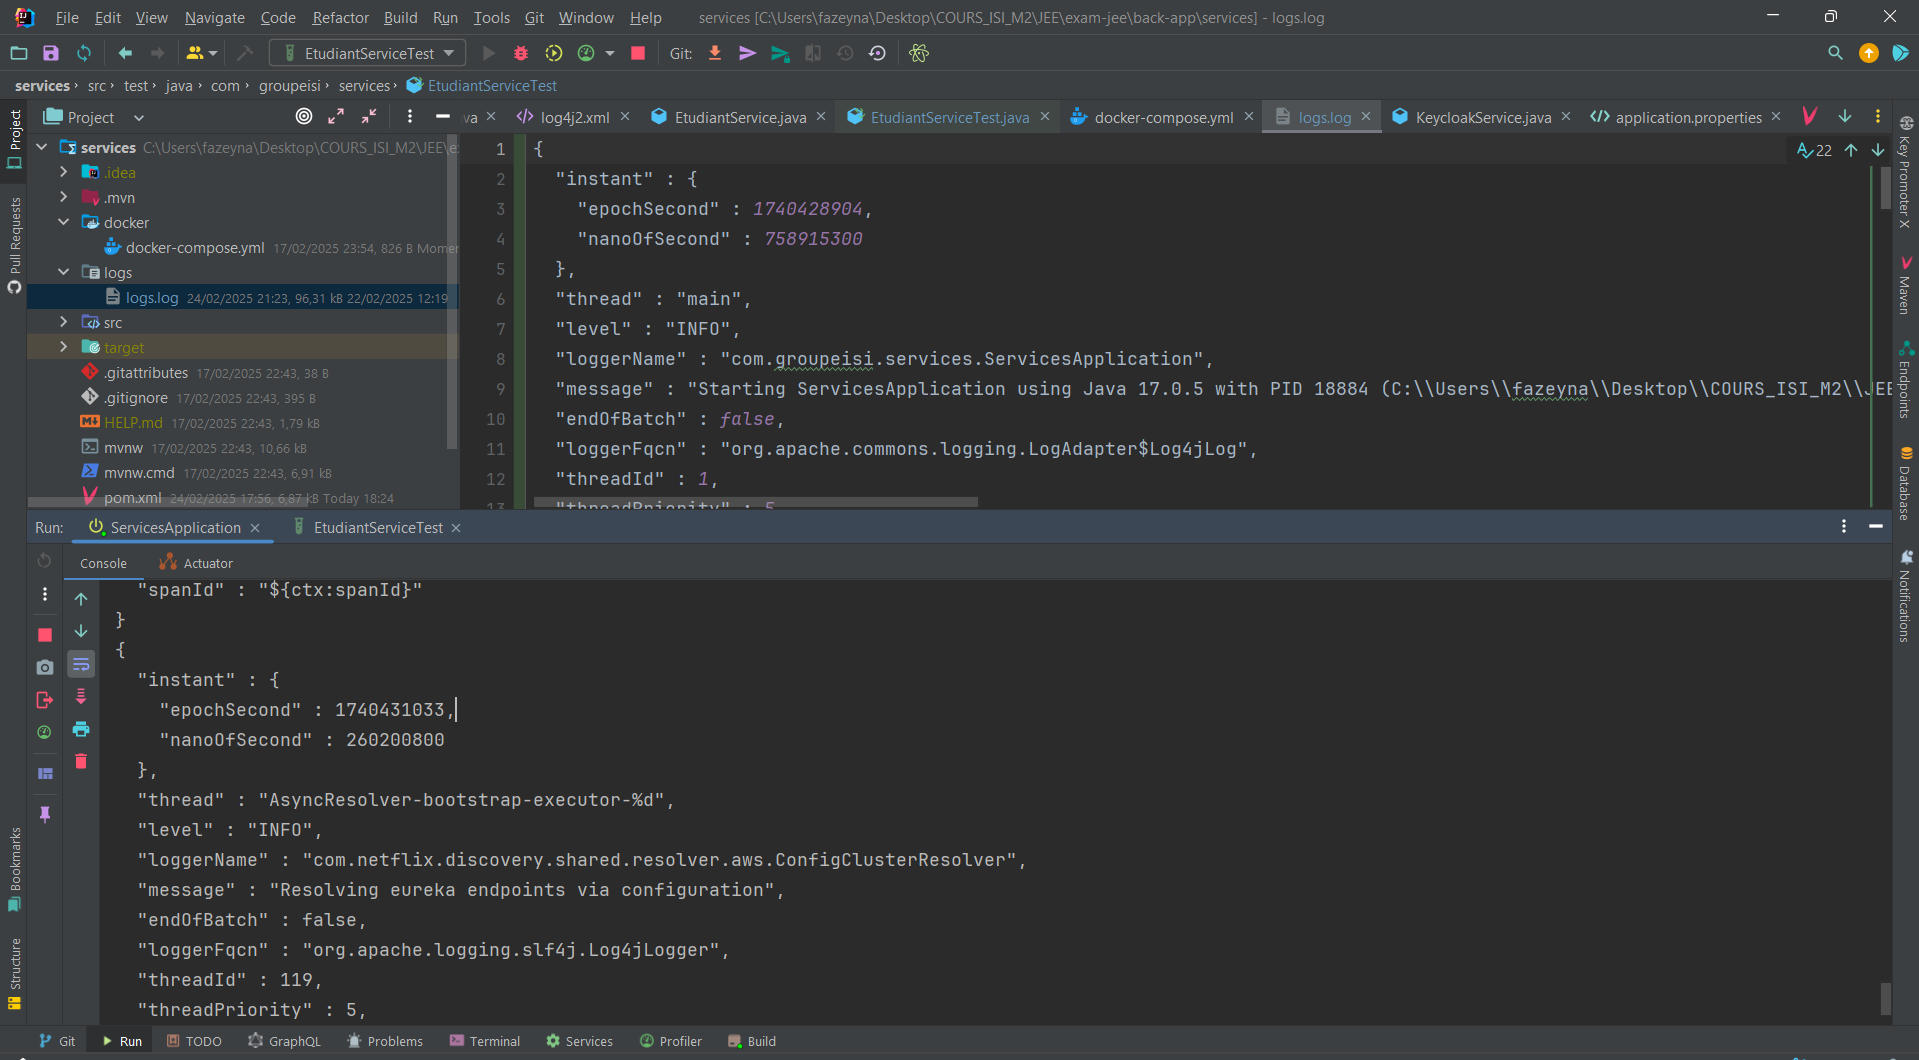 File Edit View Navigate Code Refactor Build Run Tools Git Window Help services [C:\Users\fazeyna\Desktop\COURS_ISI_M2\JEE\exam-jee\back-app\services] - logs.log
EtudiantServiceTest Git:
services › src › test › java › com › groupeisi › services › EtudiantServiceTest
Project va log4j2.xml EtudiantService.java EtudiantServiceTest.java docker-compose.yml logs.log KeycloakService.java application.properties
services C:\Users\fazeyna\Desktop\COURS_ISI_M2\JEE\e
.idea
.mvn
docker
docker-compose.yml 17/02/2025 23:54, 826 B Momen
logs
logs.log 24/02/2025 21:23, 96,31 kB 22/02/2025 12:19
src
target
.gitattributes 17/02/2025 22:43, 38 B
.gitignore 17/02/2025 22:43, 395 B
HELP.md 17/02/2025 22:43, 1,79 kB
mvnw 17/02/2025 22:43, 10,66 kB
mvnw.cmd 17/02/2025 22:43, 6,91 kB
pom.xml 24/02/2025 17:56, 6,87 kB Today 18:24
22
1 {
2 "instant" : {
3 "epochSecond" : 1740428904,
4 "nanoOfSecond" : 758915300
5 },
6 "thread" : "main",
7 "level" : "INFO",
8 "loggerName" : "com.groupeisi.services.ServicesApplication",
9 "message" : "Starting ServicesApplication using Java 17.0.5 with PID 18884 (C:\\Users\\fazeyna\\Desktop\\COURS_ISI_M2\\JEE
10 "endOfBatch" : false,
11 "loggerFqcn" : "org.apache.commons.logging.LogAdapter$Log4jLog",
12 "threadId" : 1,
13 "threadPriority" : 5
Run: ServicesApplication EtudiantServiceTest
Console Actuator
"spanId" : "${ctx:spanId}"
}
{
"instant" : {
"epochSecond" : 1740431033,
"nanoOfSecond" : 260200800
},
"thread" : "AsyncResolver-bootstrap-executor-%d",
"level" : "INFO",
"loggerName" : "com.netflix.discovery.shared.resolver.aws.ConfigClusterResolver",
"message" : "Resolving eureka endpoints via configuration",
"endOfBatch" : false,
"loggerFqcn" : "org.apache.logging.slf4j.Log4jLogger",
"threadId" : 119,
"threadPriority" : 5,
Project
Pull Requests
Bookmarks
Structure
Key Promoter X
Maven
Endpoints
Database
Notifications
Git Run TODO GraphQL Problems Terminal Services Profiler Build